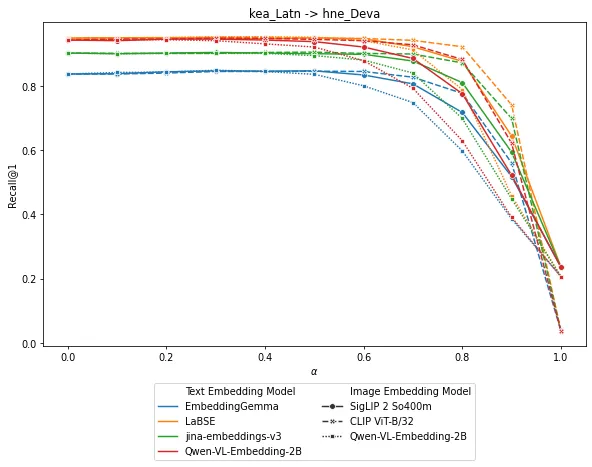 kea_Latn -> hne_Deva
Recall@1
0.8
0.6
0.4
0.2
0.0
0.0 0.2 0.4 0.6 0.8 1.0
α
Text Embedding Model Image Embedding Model
EmbeddingGemma SigLIP 2 So400m
LaBSE CLIP ViT-B/32
jina-embeddings-v3 Qwen-VL-Embedding-2B
Qwen-VL-Embedding-2B